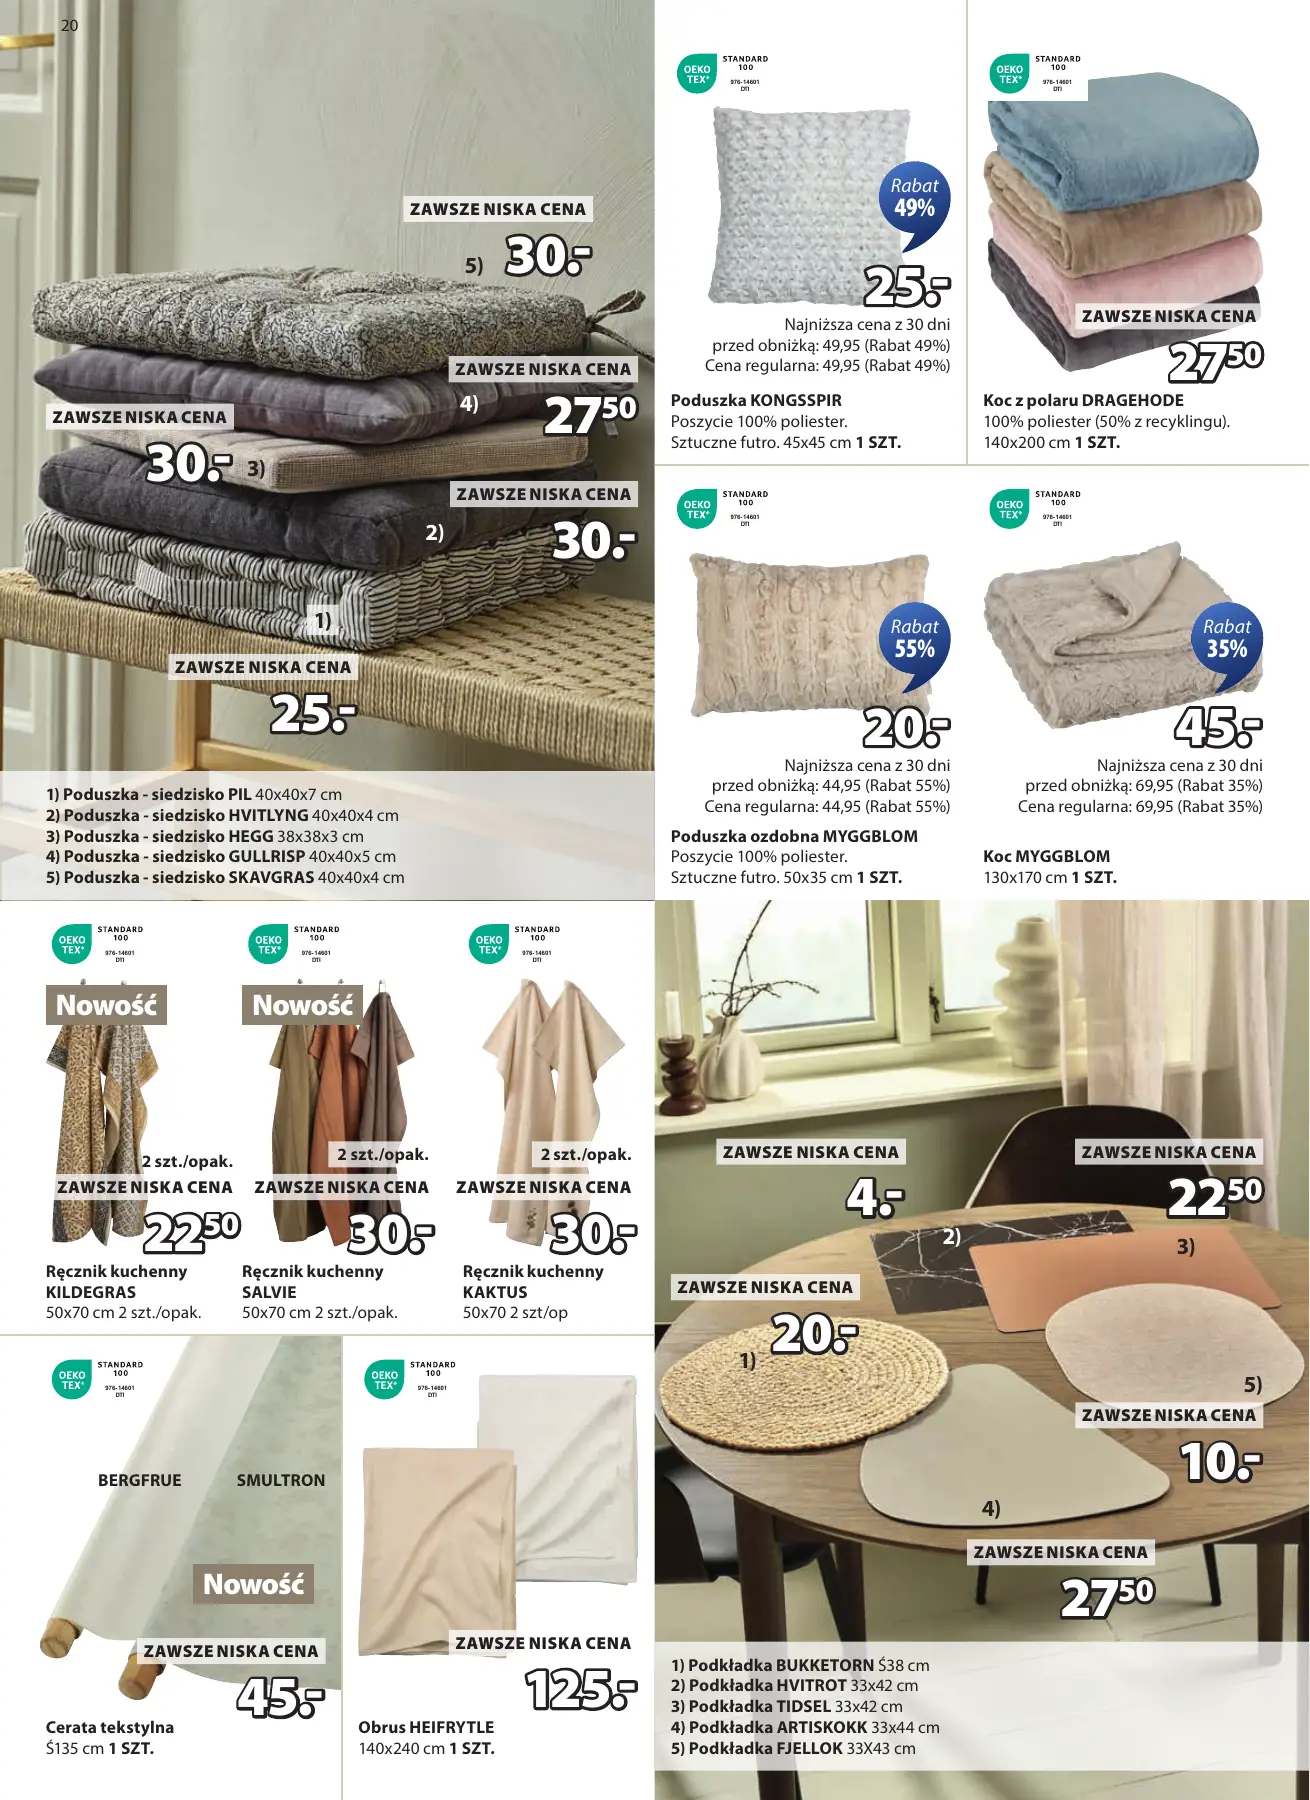 20
ZAWSZE NISKA CENA
5) 30.-
ZAWSZE NISKA CENA
4) 27⁵⁰
ZAWSZE NISKA CENA
30.- 3)
ZAWSZE NISKA CENA
2) 30.-
1)
ZAWSZE NISKA CENA
25.-
1) Poduszka - siedzisko PIL 40x40x7 cm
2) Poduszka - siedzisko HVITLYNG 40x40x4 cm
3) Poduszka - siedzisko HEGG 38x38x3 cm
4) Poduszka - siedzisko GULLRISP 40x40x5 cm
5) Poduszka - siedzisko SKAVGRAS 40x40x4 cm
OEKO
TEX®
STANDARD
100
976-14601
DTI
Rabat
49%
25.-
Najniższa cena z 30 dni
przed obniżką: 49,95 (Rabat 49%)
Cena regularna: 49,95 (Rabat 49%)
Poduszka KONGSSPIR
Poszycie 100% poliester.
Sztuczne futro. 45x45 cm 1 SZT.
OEKO
TEX®
STANDARD
100
976-14601
DTI
ZAWSZE NISKA CENA
27⁵⁰
Koc z polaru DRAGEHODE
100% poliester (50% z recyklingu).
140x200 cm 1 SZT.
OEKO
TEX®
STANDARD
100
976-14601
DTI
Rabat
55%
20.-
Najniższa cena z 30 dni
przed obniżką: 44,95 (Rabat 55%)
Cena regularna: 44,95 (Rabat 55%)
Poduszka ozdobna MYGGBLOM
Poszycie 100% poliester.
Sztuczne futro. 50x35 cm 1 SZT.
OEKO
TEX®
STANDARD
100
976-14601
DTI
Rabat
35%
45.-
Najniższa cena z 30 dni
przed obniżką: 69,95 (Rabat 35%)
Cena regularna: 69,95 (Rabat 35%)
Koc MYGGBLOM
130x170 cm 1 SZT.
OEKO
TEX®
STANDARD
100
976-14601
DTI
Nowość
2 szt./opak.
ZAWSZE NISKA CENA
22⁵⁰
Ręcznik kuchenny
KILDEGRAS
50x70 cm 2 szt./opak.
OEKO
TEX®
STANDARD
100
976-14601
DTI
Nowość
2 szt./opak.
ZAWSZE NISKA CENA
30.-
Ręcznik kuchenny
SALVIE
50x70 cm 2 szt./opak.
OEKO
TEX®
STANDARD
100
976-14601
DTI
2 szt./opak.
ZAWSZE NISKA CENA
30.-
Ręcznik kuchenny
KAKTUS
50x70 2 szt/op
OEKO
TEX®
STANDARD
100
976-14601
DTI
BERGFRUE SMULTRON
Nowość
ZAWSZE NISKA CENA
45.-
Cerata tekstylna
Ś135 cm 1 SZT.
OEKO
TEX®
STANDARD
100
976-14601
DTI
ZAWSZE NISKA CENA
125.-
Obrus HEIFRYTLE
140x240 cm 1 SZT.
ZAWSZE NISKA CENA
4.-
2)
ZAWSZE NISKA CENA
22⁵⁰
3)
ZAWSZE NISKA CENA
20.-
1)
5)
ZAWSZE NISKA CENA
10.-
4)
ZAWSZE NISKA CENA
27⁵⁰
1) Podkładka BUKKETORN Ś38 cm
2) Podkładka HVITROT 33x42 cm
3) Podkładka TIDSEL 33x42 cm
4) Podkładka ARTISKOKK 33x44 cm
5) Podkładka FJELLOK 33X43 cm